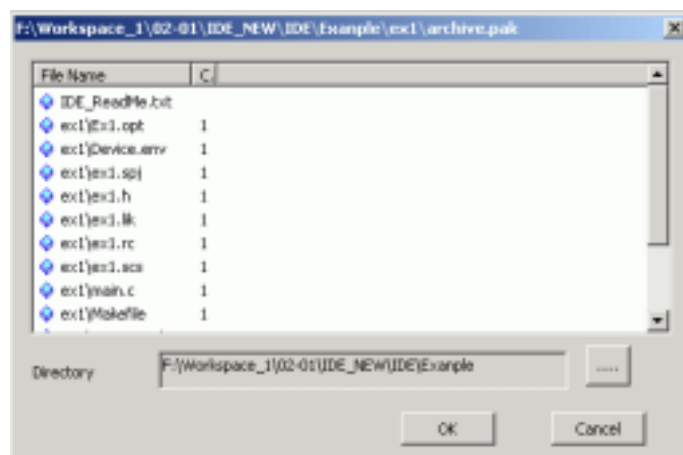 F:\Workspace_1\02-01\IDE_NEW\IDE\Example\ex1\archive.pak
File Name C.
IDE_ReadMe.txt
ex1\Ex1.opt 1
ex1\Device.env 1
ex1\ex1.spj 1
ex1\ex1.h 1
ex1\ex1.lik 1
ex1\ex1.rc 1
ex1\ex1.scs 1
ex1\main.c 1
ex1\Makefile 1
Directory F:\Workspace_1\02-01\IDE_NEW\IDE\Example .....
OK Cancel